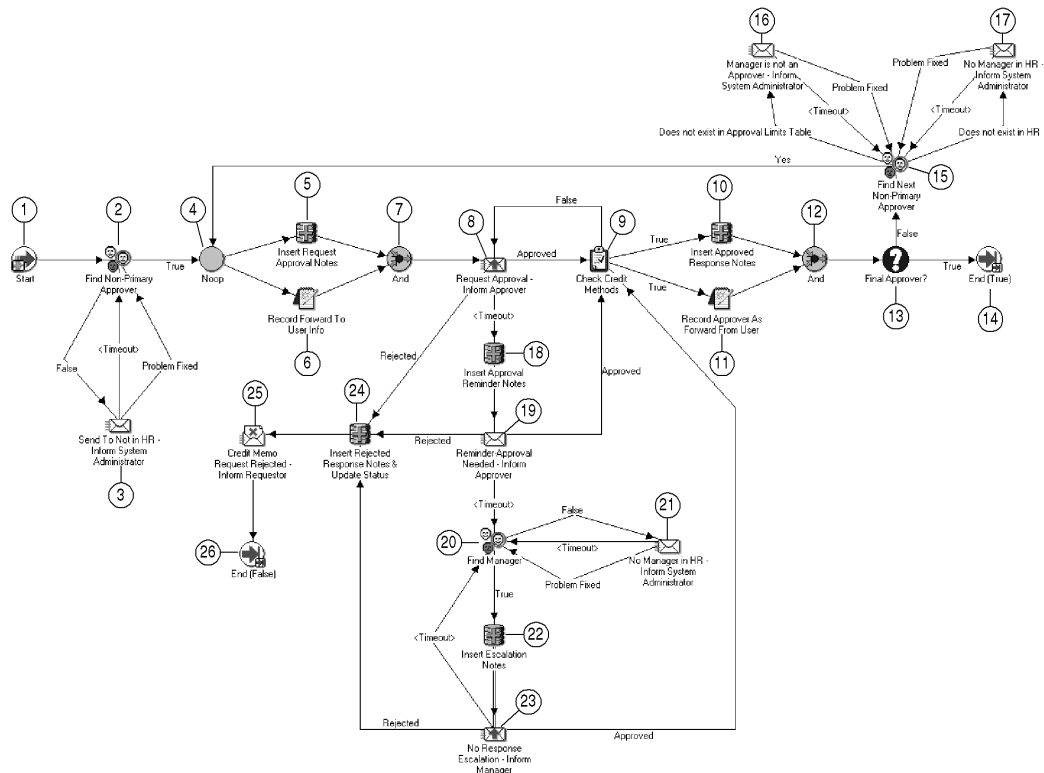 16
17
Manager is not an
Approver - Inform
System Administrator
Problem Fixed
Problem Fixed
No Manager in HR -
Inform System
Administrator
<Timeout>
<Timeout>
Does not exist in Approval Limits Table
Does not exist in HR
Yes
15
Find Next
Non-Primary
Approver
1
2
4
5
7
8
False
9
10
12
False
Start
Find Non-Primary
Approver
True
Noop
Insert Request
Approval Notes
And
Request Approval -
Inform Approver
Approved
Check Credit
Methods
True
True
Insert Approved
Response Notes
And
Final Approver?
True
End (True)
Record Forward To
User Info
Record Approver As
Forward From User
6
11
13
14
False
<Timeout>
Problem Fixed
<Timeout>
Rejected
18
Insert Approval
Reminder Notes
Approved
25
24
19
Send To Not in HR -
Inform System
Administrator
3
Credit Memo
Request Rejected -
Inform Requestor
Insert Rejected
Response Notes &
Update Status
Rejected
Reminder-Approval
Needed - Inform
Approver
<Timeout>
False
21
20
Find Manager
<Timeout>
Problem Fixed
No Manager in HR -
Inform System
Administrator
26
End (False)
True
<Timeout>
22
Insert Escalation
Notes
23
Rejected
Approved
No Response
Escalation - Inform
Manager